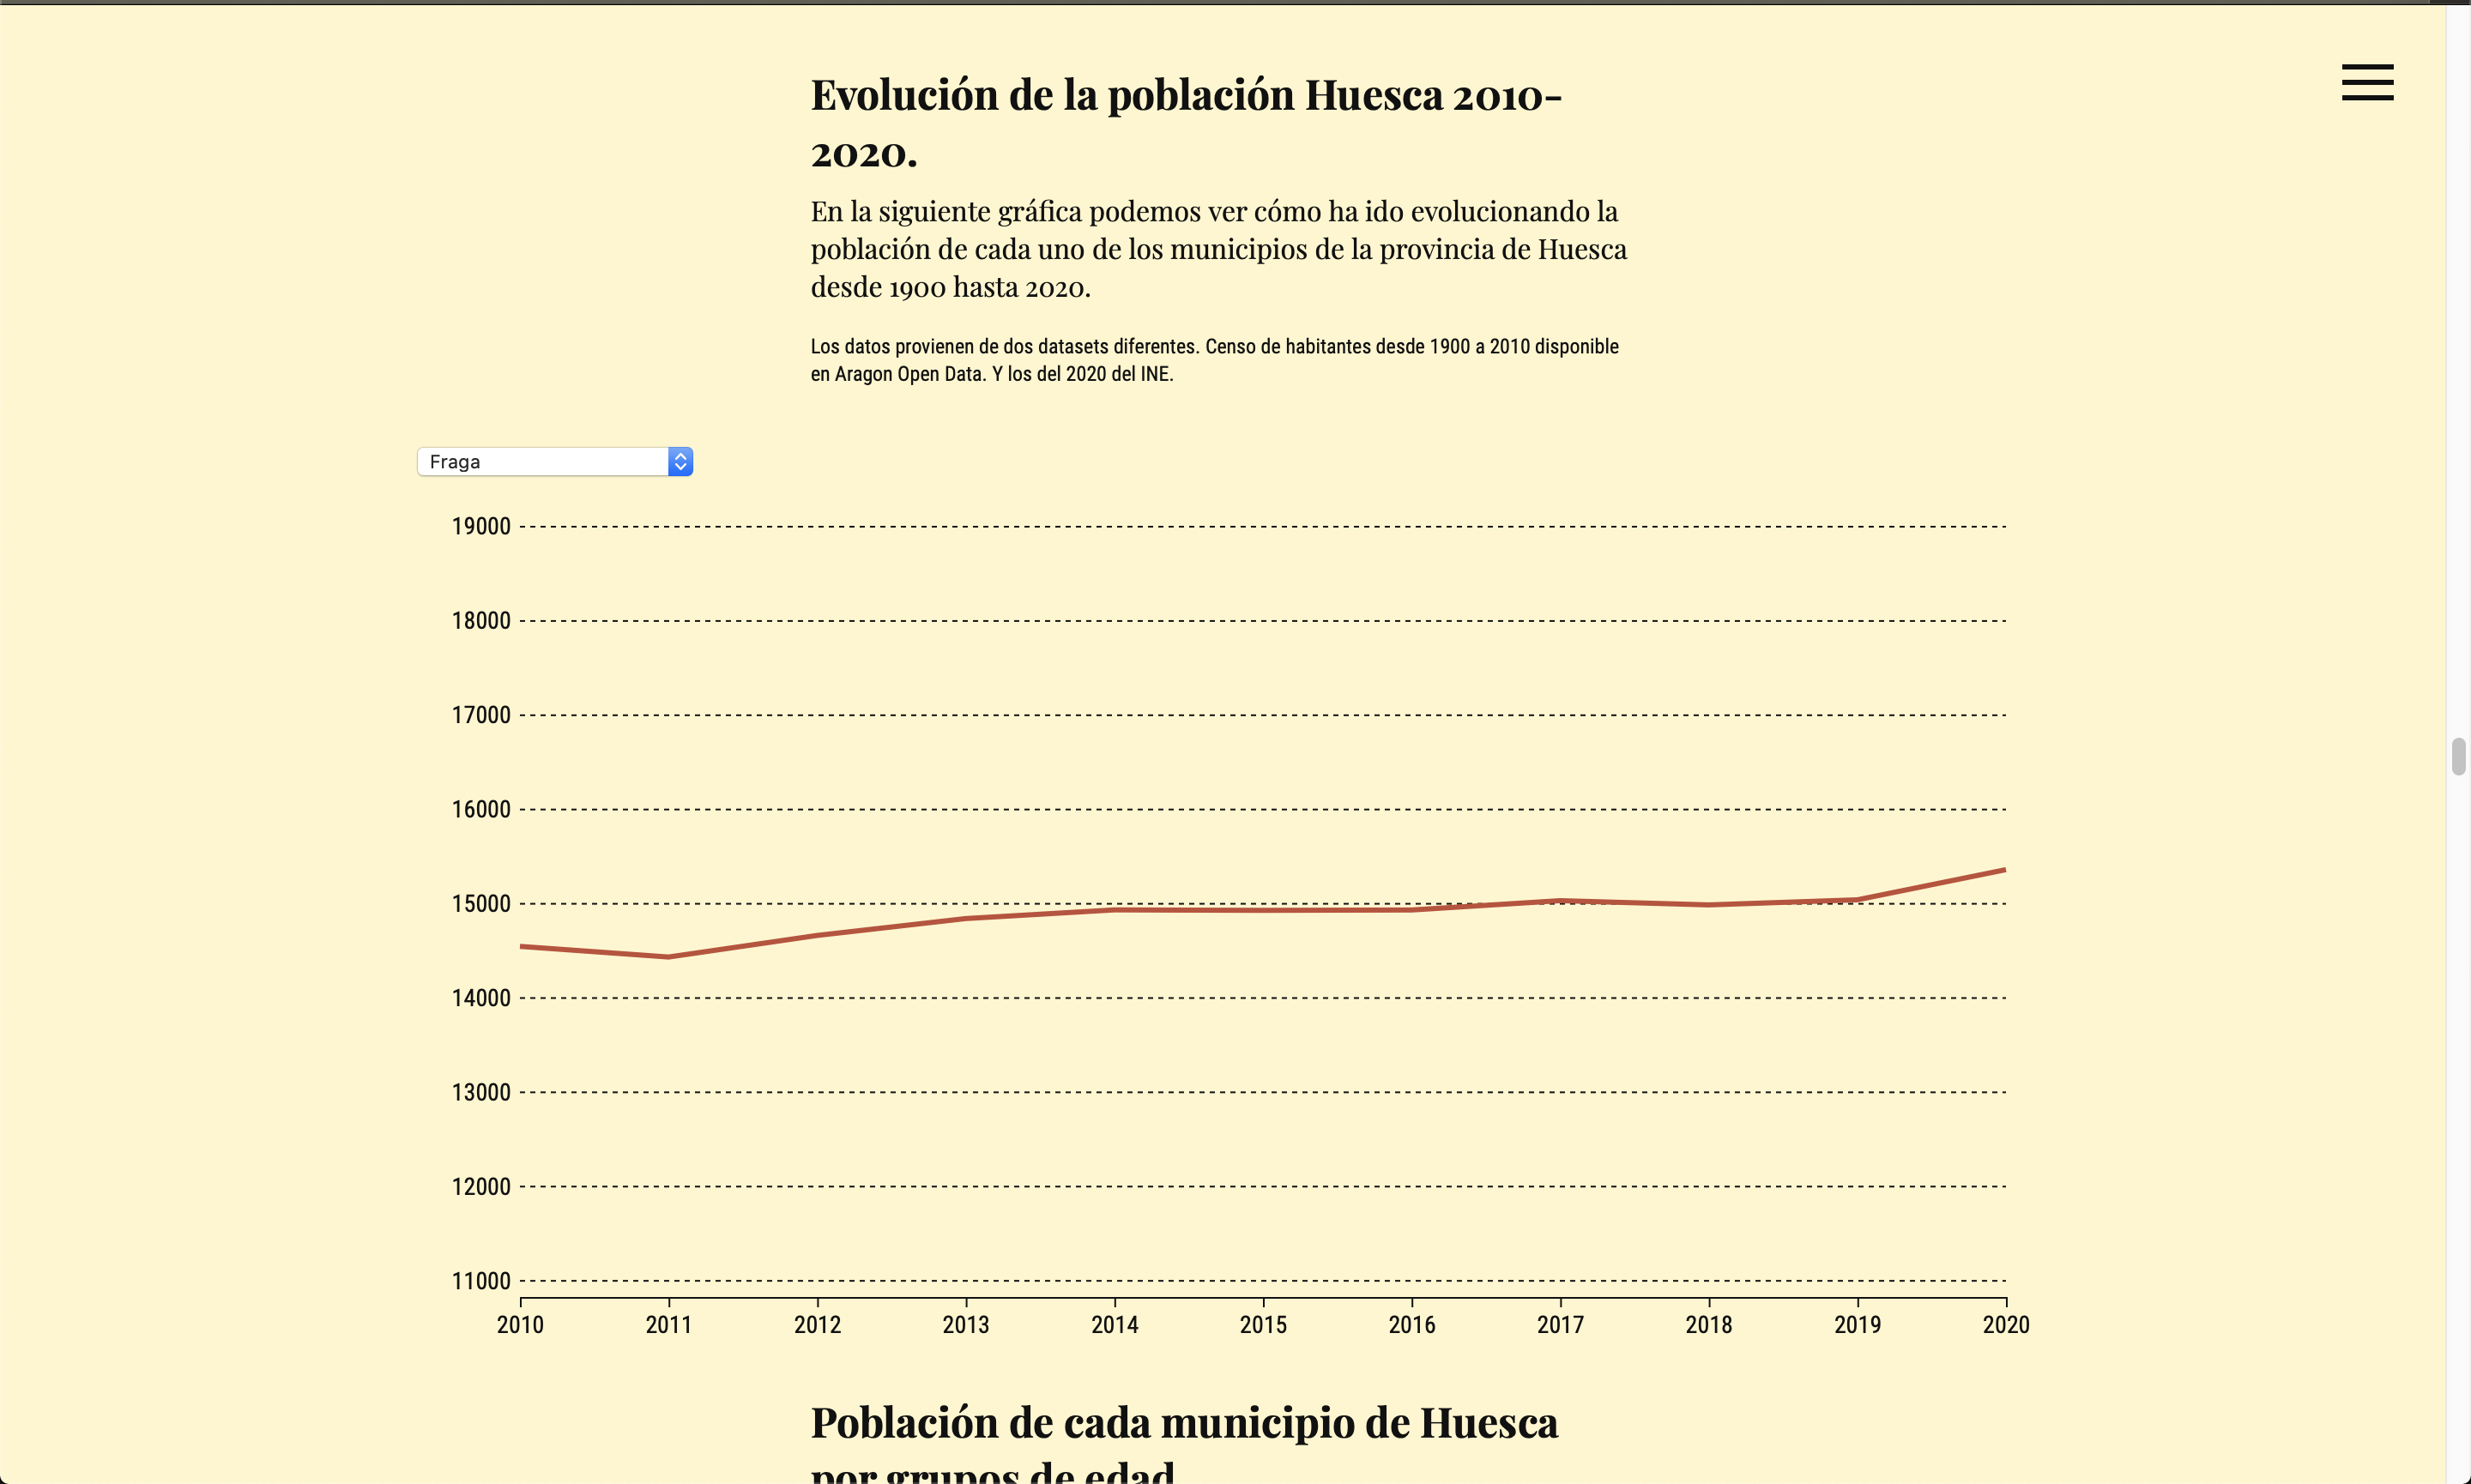 Evolución de la población Huesca 2010-
2020.
En la siguiente gráfica podemos ver cómo ha ido evolucionando la
población de cada uno de los municipios de la provincia de Huesca
desde 1900 hasta 2020.
Los datos provienen de dos datasets diferentes. Censo de habitantes desde 1900 a 2010 disponible
en Aragon Open Data. Y los del 2020 del INE.
Fraga
19000
18000
17000
16000
15000
14000
13000
12000
11000
2010 2011 2012 2013 2014 2015 2016 2017 2018 2019 2020
Población de cada municipio de Huesca
por grupos de edad